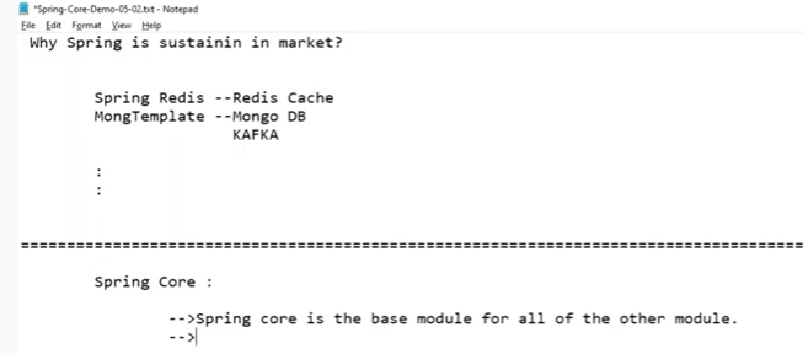 *Spring-Core-Demo-05-02.txt - Notepad
File Edit Format View Help
Why Spring is sustainin in market?
Spring Redis --Redis Cache
MongTemplate --Mongo DB
KAFKA
:
:
=====================================================================================
Spring Core :
-->Spring core is the base module for all of the other module.
-->